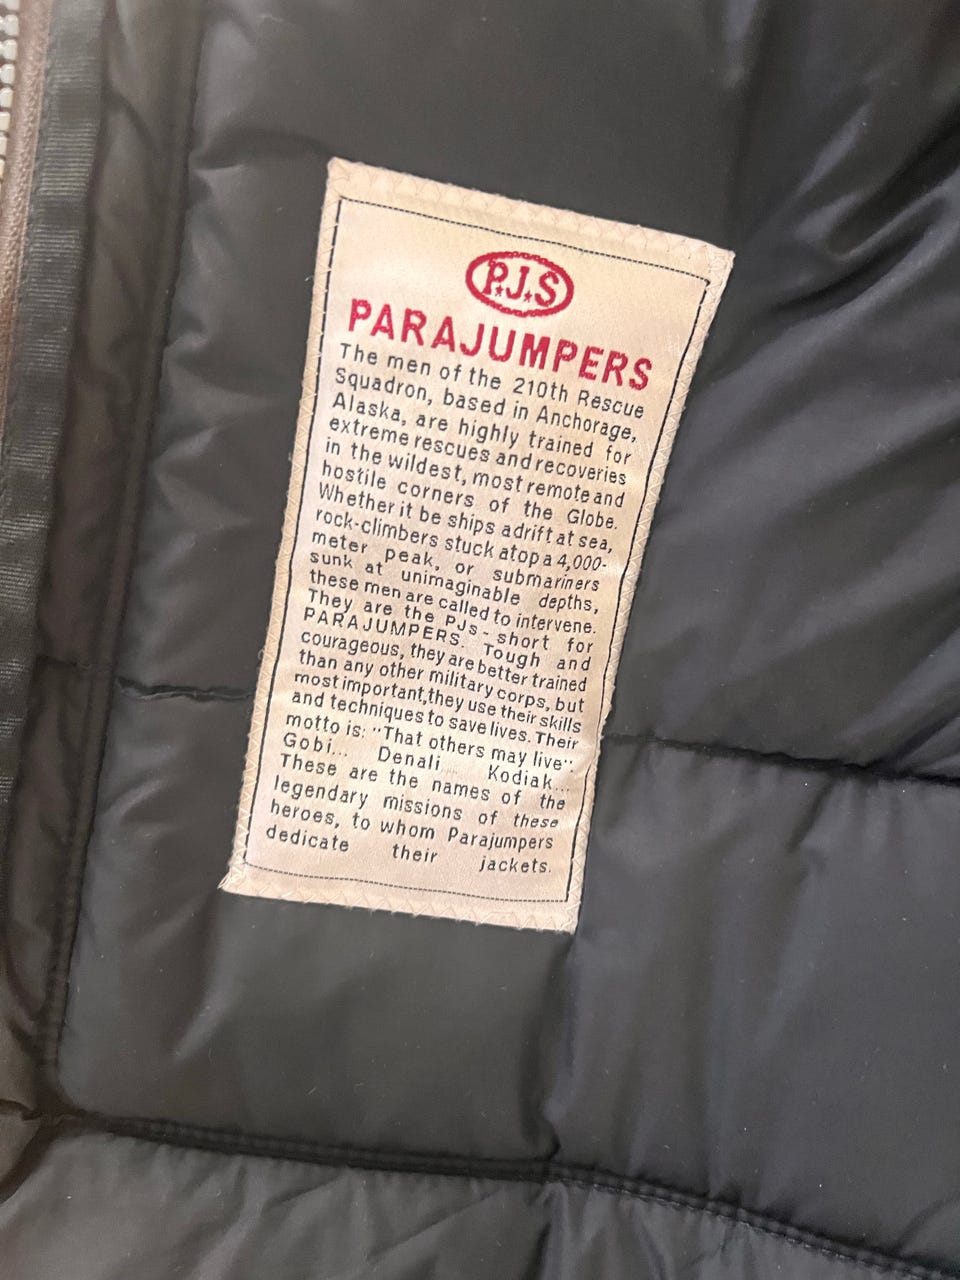 P.J.S
PARAJUMPERS
The men of the 210th Rescue
Squadron, based in Anchorage,
Alaska, are highly trained for
extreme rescues and recoveries
in the wildest, most remote and
hostile corners of the Globe.
Whether it be ships adrift at sea,
rock-climbers stuck atop a 4,000-
meter peak, or submariners
sunk at unimaginable depths,
these men are called to intervene.
They are the PJs - short for
PARAJUMPERS. Tough and
courageous, they are better trained
than any other military corps, but
most important,they use their skills
and techniques to save lives. Their
motto is: "That others may live".
Gobi... Denali... Kodiak...
These are the names of the
legendary missions of these
heroes, to whom Parajumpers
dedicate their jackets.